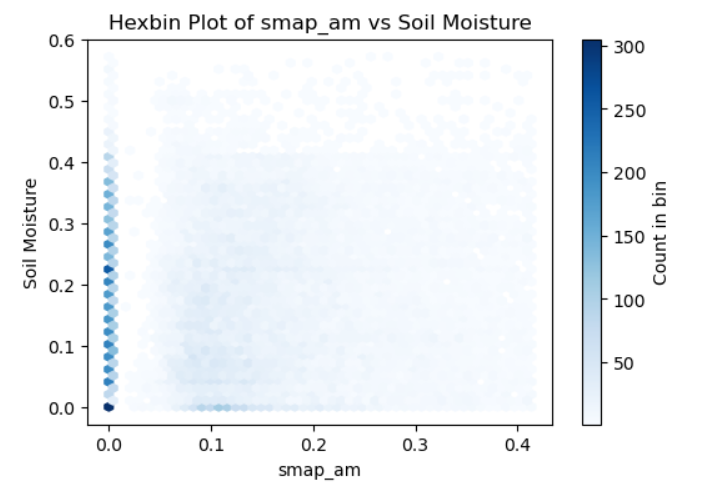 Hexbin Plot of smap_am vs Soil Moisture
0.6
0.5
0.4
0.3
0.2
0.1
0.0
Soil Moisture
0.0 0.1 0.2 0.3 0.4
smap_am
300
250
200
150
100
50
Count in bin